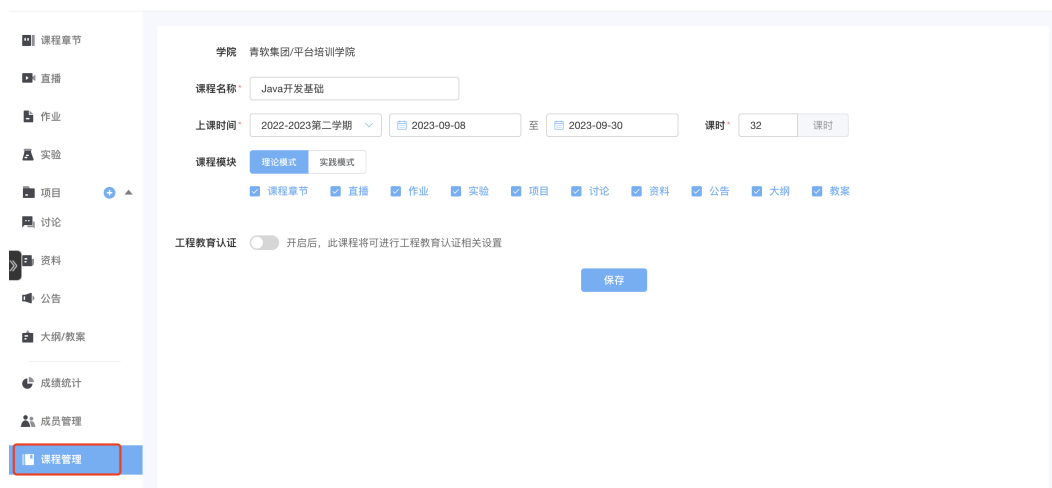 课程章节
直播
作业
实验
项目
讨论
资料
公告
大纲/教案
成绩统计
成员管理
课程管理
学院 青软集团/平台培训学院
课程名称* Java开发基础
上课时间* 2022-2023第二学期 2023-09-08 至 2023-09-30 课时* 32 课时
课程模块 理论模式 实践模式
课程章节 直播 作业 实验 项目 讨论 资料 公告 大纲 教案
工程教育认证 开启后，此课程将可进行工程教育认证相关设置
保存